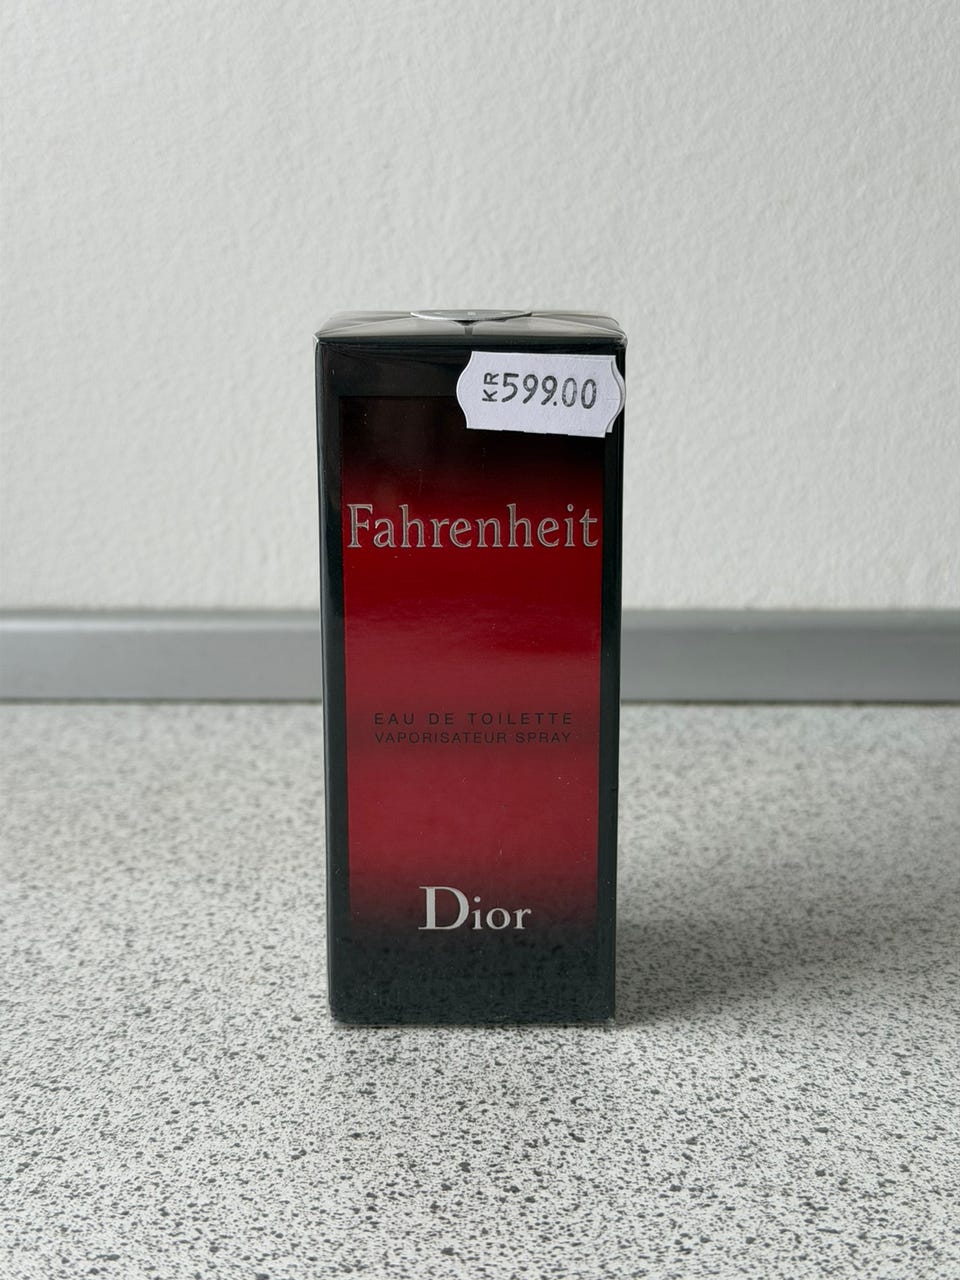 KR599.00
Fahrenheit
EAU DE TOILETTE
VAPORISATEUR SPRAY
Dior